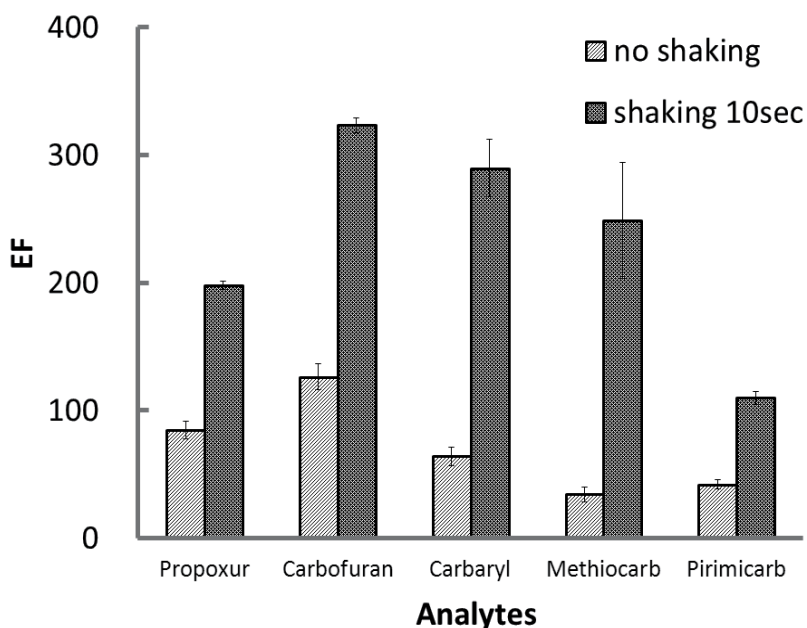 400
300
200
100
0
EF
no shaking
shaking 10sec
Propoxur Carbofuran Carbaryl Methiocarb Pirimicarb
Analytes